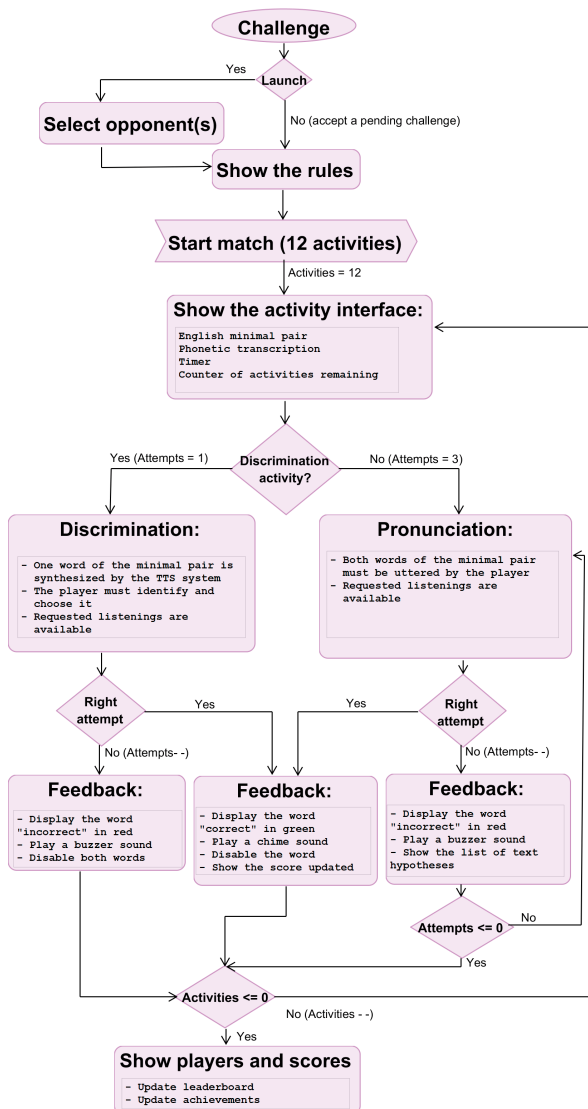 Challenge
Yes
Launch
Select opponent(s)
No (accept a pending challenge)
Show the rules
Start match (12 activities)
Activities = 12
Show the activity interface:
English minimal pair
Phonetic transcription
Timer
Counter of activities remaining
Yes (Attempts = 1)
Discrimination
activity?
No (Attempts = 3)
Discrimination:
- One word of the minimal pair is
synthesized by the TTS system
- The player must identify and
choose it
- Requested listenings are
available
Pronunciation:
- Both words of the minimal pair
must be uttered by the player
- Requested listenings are
available
Right
attempt
Yes
No (Attempts- -)
Yes
Right
attempt
No (Attempts- -)
Feedback:
- Display the word
"incorrect" in red
- Play a buzzer sound
- Disable both words
Feedback:
- Display the word
"correct" in green
- Play a chime sound
- Disable the word
- Show the score updated
Feedback:
- Display the word
"incorrect" in red
- Play a buzzer sound
- Show the list of text
hypotheses
Attempts <= 0
No
Yes
Activities <= 0
No (Activities - -)
Yes
Show players and scores
- Update leaderboard
- Update achievements